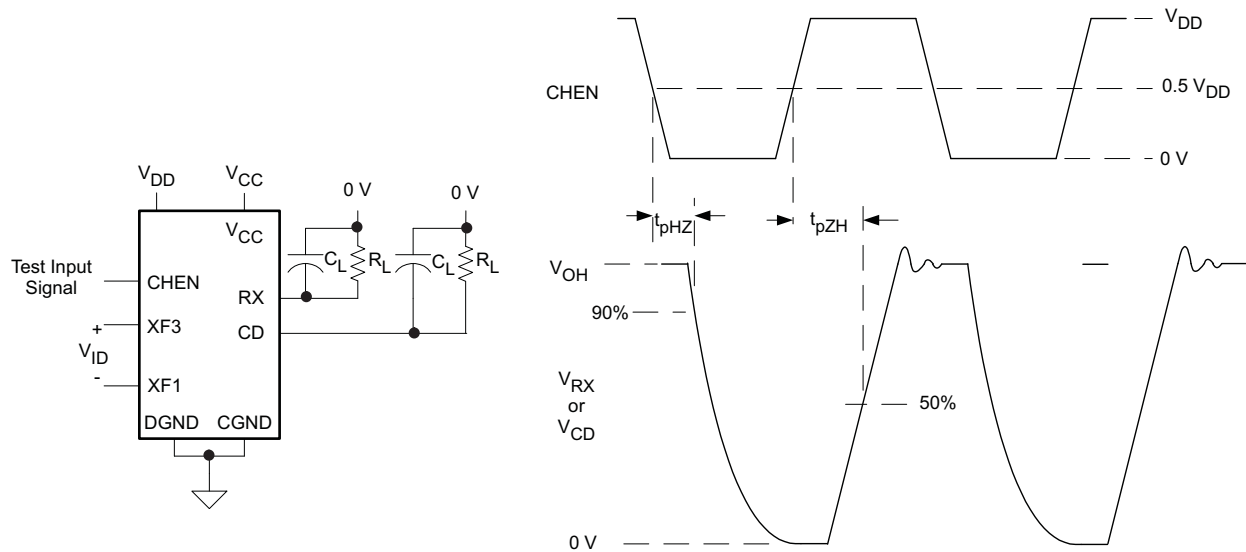 V_DD
V_CC
0 V
0 V
V_CC
C_L
R_L
C_L
R_L
Test Input
Signal
CHEN
RX
XF3
CD
+
V_ID
-
XF1
DGND
CGND
V_DD
CHEN
0.5 V_DD
0 V
t_pHZ
t_pZH
V_OH
90%
V_RX
or
V_CD
50%
0 V